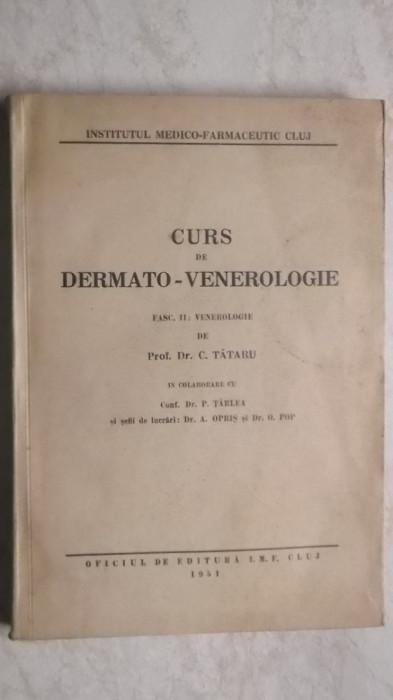 INSTITUTUL MEDICO-FARMACEUTIC CLUJ
CURS
DE
DERMATO-VENEROLOGIE
FASC. II: VENEROLOGIE
DE
Prof. Dr. C. TĂTARU
IN COLABORARE CU
Conf. Dr. P. ȚÂRLEA
și șefii de lucrări: Dr. A. OPRIS și Dr. O. POP
OFICIUL DE EDITURĂ I.M.F. CLUJ
1951